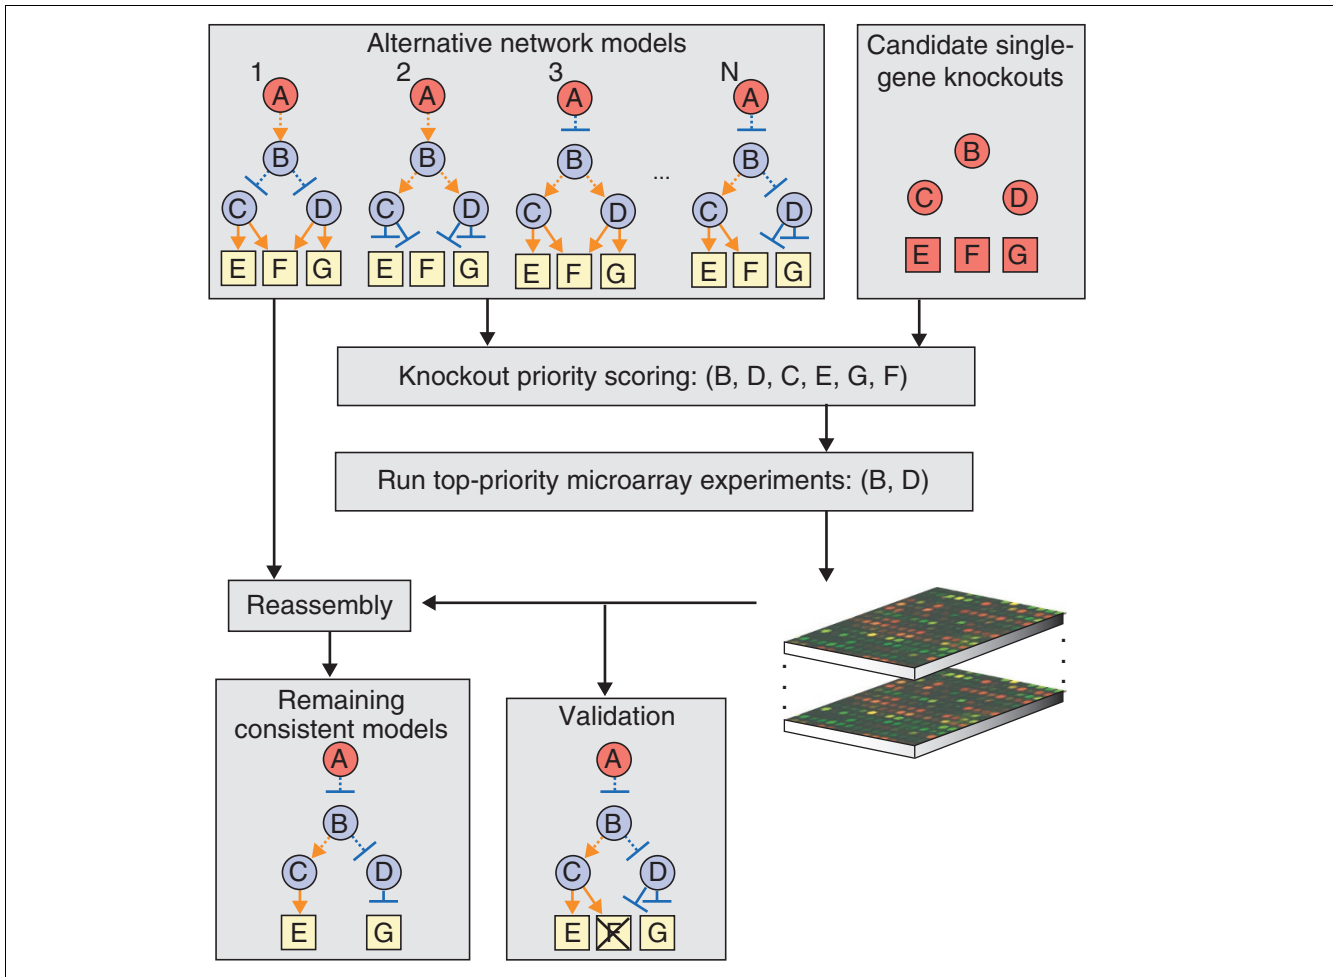 Alternative network models
1 2 3 N
A A A A
B B B B
...
C D C D C D C D
E F G E F G E F G E F G
Candidate single-
gene knockouts
B
C D
E F G
Knockout priority scoring: (B, D, C, E, G, F)
Run top-priority microarray experiments: (B, D)
Reassembly
Remaining
consistent models
A
B
C D
E G
Validation
A
B
C D
E F G